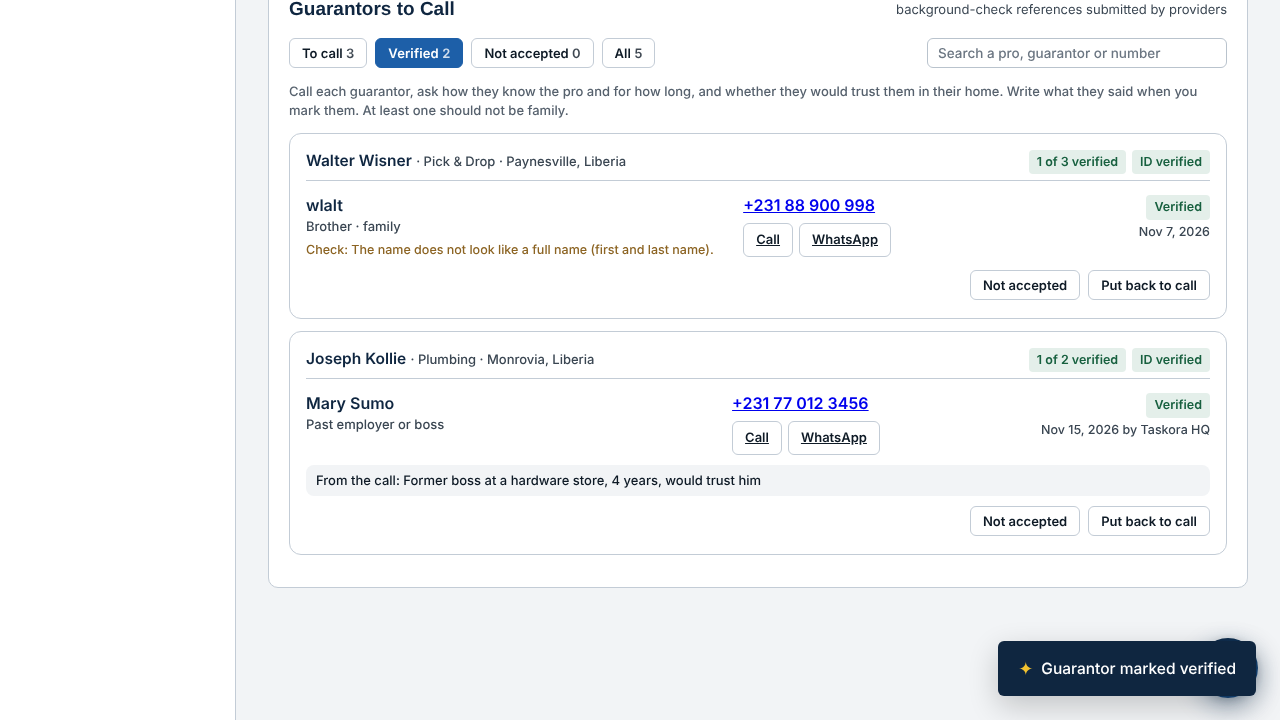 Guarantors to Call
background-check references submitted by providers
To call 3
Verified 2
Not accepted 0
All 5
Search a pro, guarantor or number
Call each guarantor, ask how they know the pro and for how long, and whether they would trust them in their home. Write what they said when you
mark them. At least one should not be family.
Walter Wisner · Pick & Drop · Paynesville, Liberia
1 of 3 verified
ID verified
wlalt
+231 88 900 998
Verified
Brother · family
Nov 7, 2026
Call
WhatsApp
Check: The name does not look like a full name (first and last name).
Not accepted
Put back to call
Joseph Kollie · Plumbing · Monrovia, Liberia
1 of 2 verified
ID verified
Mary Sumo
+231 77 012 3456
Verified
Past employer or boss
Nov 15, 2026 by Taskora HQ
Call
WhatsApp
From the call: Former boss at a hardware store, 4 years, would trust him
Not accepted
Put back to call
Guarantor marked verified